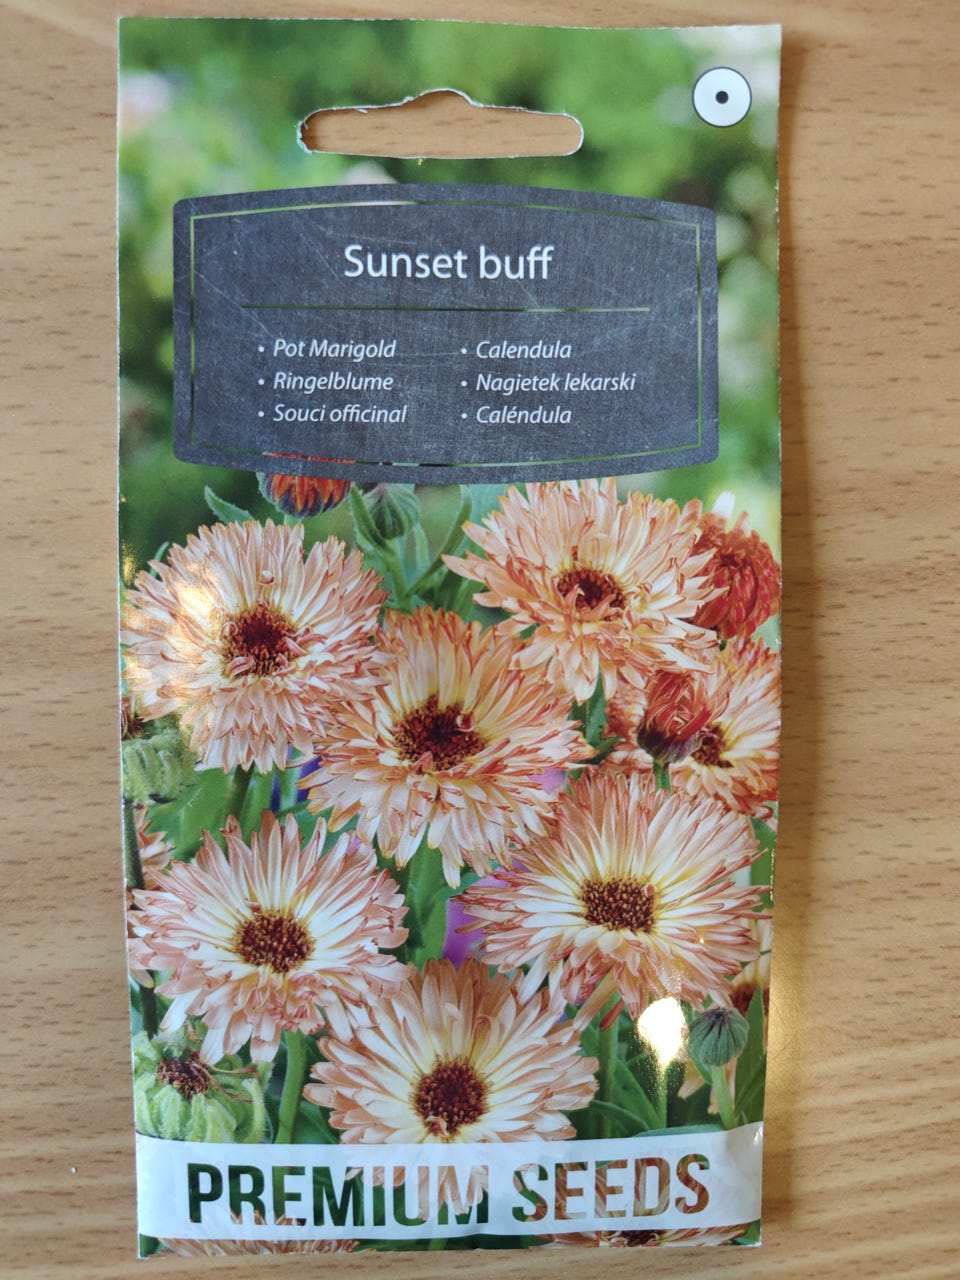 Sunset buff
• Pot Marigold
• Ringelblume
• Souci officinal
• Calendula
• Nagietek lekarski
• Caléndula
PREMIUM SEEDS